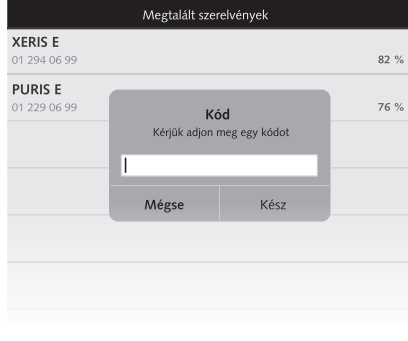 Megtalált szerelvények
XERIS E
01 294 06 99
82 %
PURIS E
01 229 06 99
76 %
Kód
Kérjük adjon meg egy kódot
Mégse
Kész